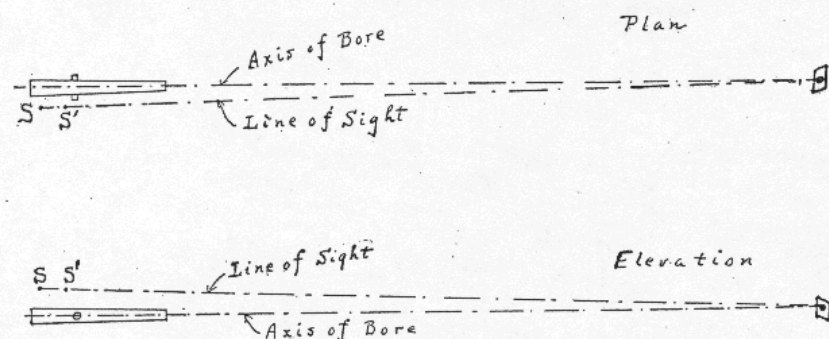 Plan
Axis of Bore
S S'
Line of Sight
S S'
Line of Sight
Elevation
Axis of Bore